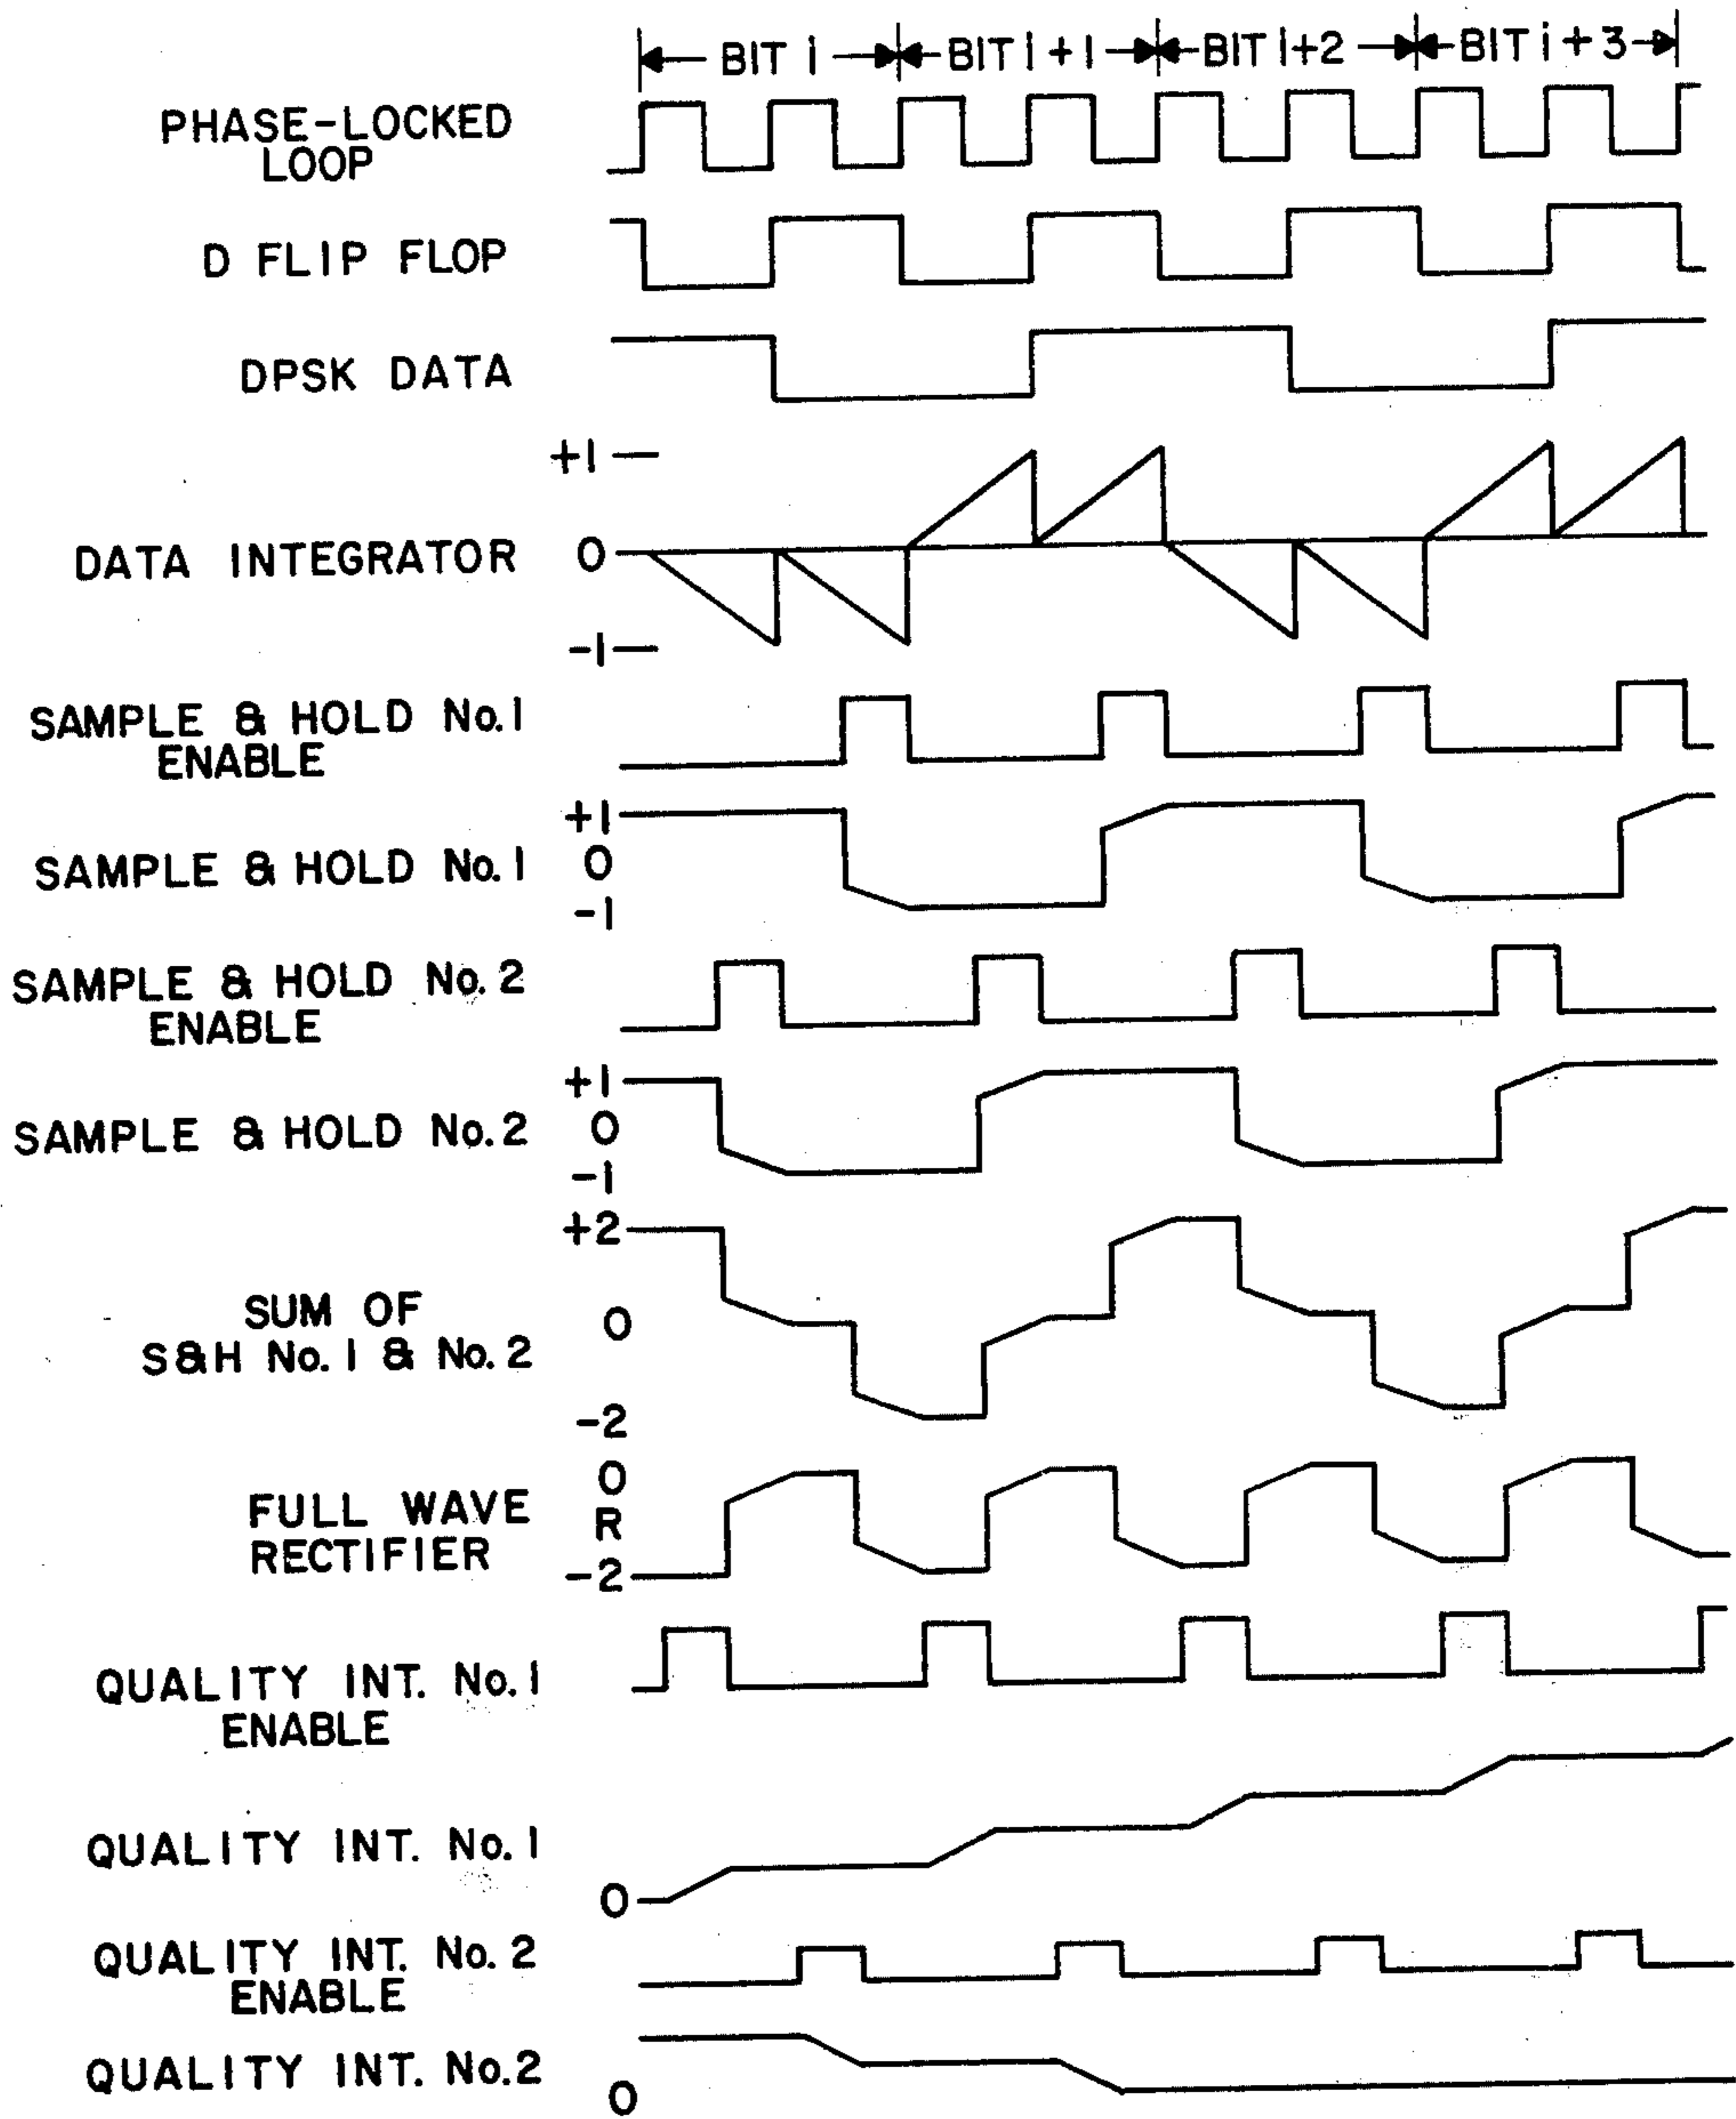 BIT i BIT i+1 BIT i+2 BIT i+3
PHASE-LOCKED
LOOP
D FLIP FLOP
DPSK DATA
+1
DATA INTEGRATOR 0
-1
SAMPLE & HOLD No. 1
ENABLE
+1
SAMPLE & HOLD No. 1 0
-1
SAMPLE & HOLD No. 2
ENABLE
+1
SAMPLE & HOLD No. 2 0
-1
+2
SUM OF 0
S&H No. 1 & No. 2
-2
0
FULL WAVE R
RECTIFIER
-2
QUALITY INT. No. 1
ENABLE
QUALITY INT. No. 1
0
QUALITY INT. No. 2
ENABLE
QUALITY INT. No. 2
0